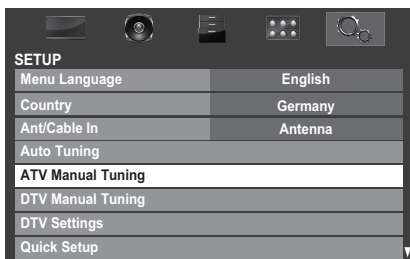 SETUP
Menu Language English
Country Germany
Ant/Cable In Antenna
Auto Tuning
ATV Manual Tuning
DTV Manual Tuning
DTV Settings
Quick Setup